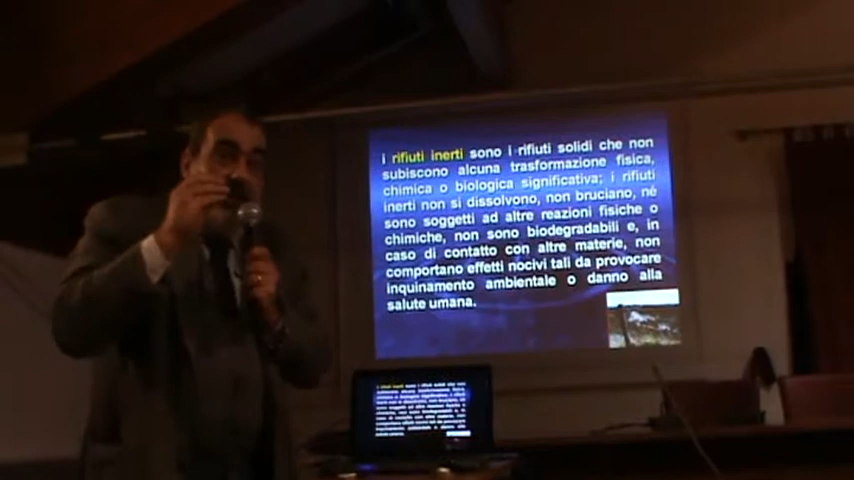 i rifiuti inerti sono i rifiuti solidi che non
subiscono alcuna trasformazione fisica,
chimica o biologica significativa; i rifiuti
inerti non si dissolvono, non bruciano, né
sono soggetti ad altre reazioni fisiche o
chimiche, non sono biodegradabili e, in
caso di contatto con altre materie, non
comportano effetti nocivi tali da provocare
inquinamento ambientale o danno alla
salute umana.